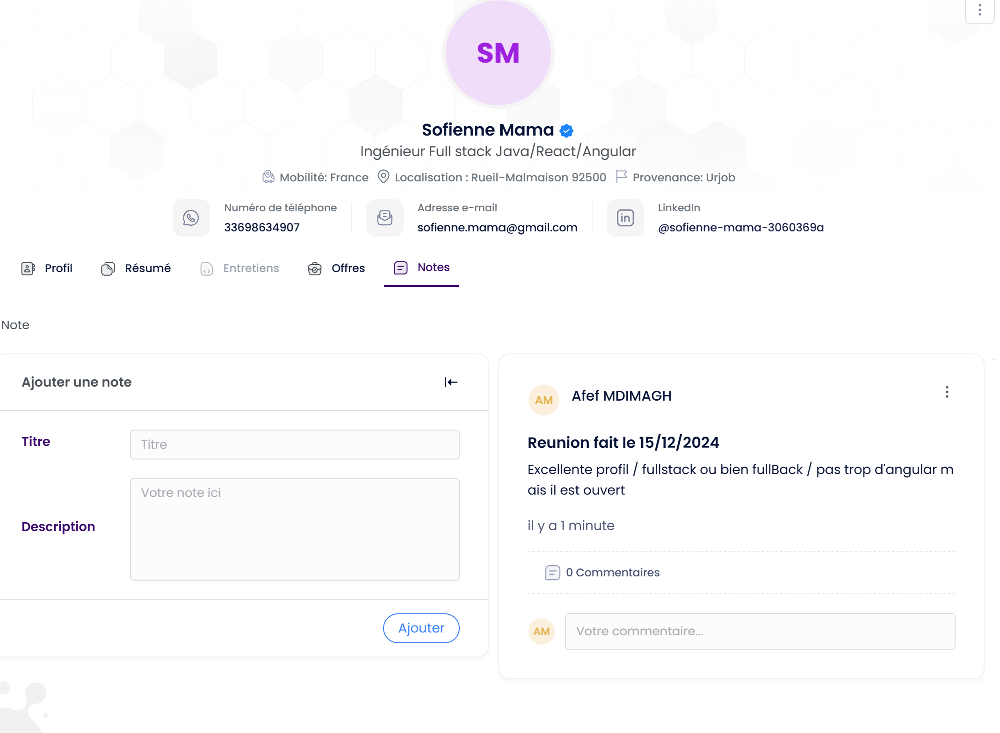 SM
Sofienne Mama
Ingénieur Full stack Java/React/Angular
Mobilité: France Localisation : Rueil-Malmaison 92500 Provenance: Urjob
Numéro de téléphone
33698634907
Adresse e-mail
sofienne.mama@gmail.com
LinkedIn
@sofienne-mama-3060369a
Profil Résumé Entretiens Offres Notes
Note
Ajouter une note
Titre
Titre
Description
Votre note ici
Ajouter
AM Afef MDIMAGH
Reunion fait le 15/12/2024
Excellente profil / fullstack ou bien fullBack / pas trop d'angular m
ais il est ouvert
il y a 1 minute
0 Commentaires
AM Votre commentaire...